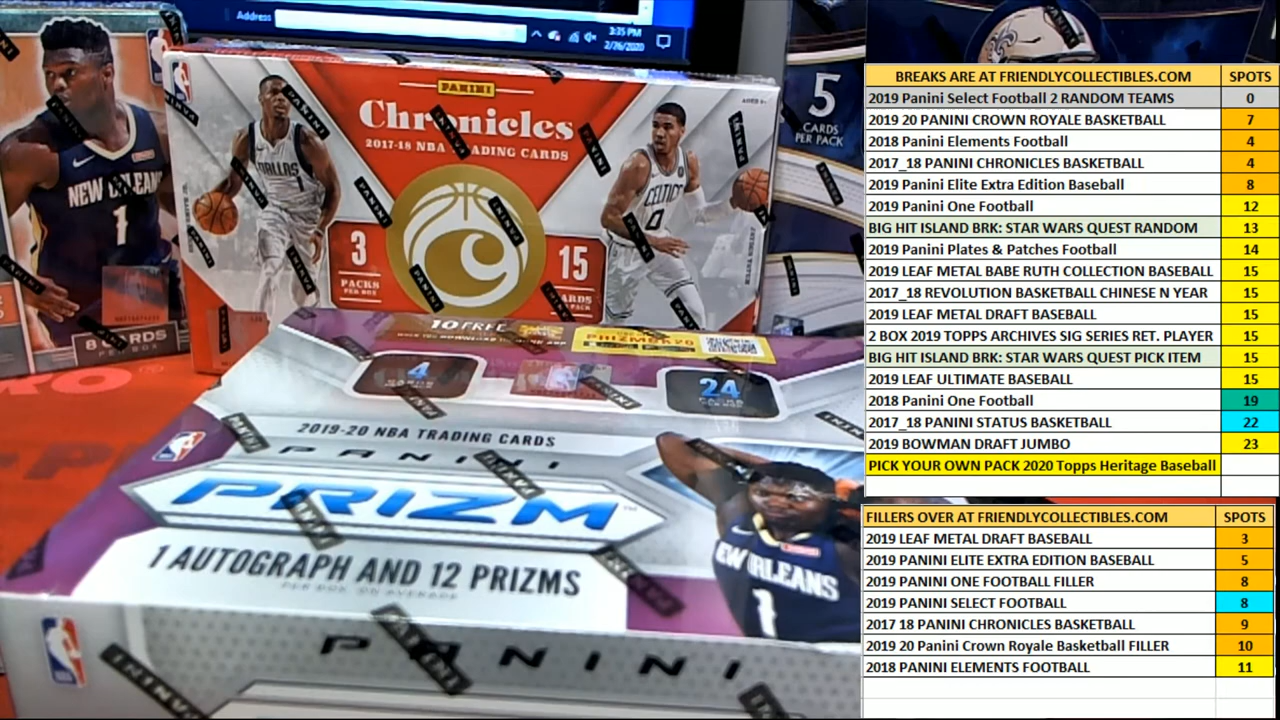 Address
3:35 PM
2/26/2020
PANINI
Chronicles
2017-18 NBA TRADING CARDS
DALLAS
1
CELTICS
0
3
PACKS
PER BOX
15
CARDS
5
CARDS
PER PACK
NEW ORLEANS
1
8 CARDS
PER BOX
10 FREE
4
24
2019-20 NBA TRADING CARDS
PANINI
PRIZM
1 AUTOGRAPH AND 12 PRIZMS
PER BOX, ON AVERAGE
NEW ORLEANS
1
PANINI
BREAKS ARE AT FRIENDLYCOLLECTIBLES.COM SPOTS
2019 Panini Select Football 2 RANDOM TEAMS 0
2019 20 PANINI CROWN ROYALE BASKETBALL 7
2018 Panini Elements Football 4
2017_18 PANINI CHRONICLES BASKETBALL 4
2019 Panini Elite Extra Edition Baseball 8
2019 Panini One Football 12
BIG HIT ISLAND BRK: STAR WARS QUEST RANDOM 13
2019 Panini Plates & Patches Football 14
2019 LEAF METAL BABE RUTH COLLECTION BASEBALL 15
2017_18 REVOLUTION BASKETBALL CHINESE N YEAR 15
2019 LEAF METAL DRAFT BASEBALL 15
2 BOX 2019 TOPPS ARCHIVES SIG SERIES RET. PLAYER 15
BIG HIT ISLAND BRK: STAR WARS QUEST PICK ITEM 15
2019 LEAF ULTIMATE BASEBALL 15
2018 Panini One Football 19
2017_18 PANINI STATUS BASKETBALL 22
2019 BOWMAN DRAFT JUMBO 23
PICK YOUR OWN PACK 2020 Topps Heritage Baseball
FILLERS OVER AT FRIENDLYCOLLECTIBLES.COM SPOTS
2019 LEAF METAL DRAFT BASEBALL 3
2019 PANINI ELITE EXTRA EDITION BASEBALL 5
2019 PANINI ONE FOOTBALL FILLER 8
2019 PANINI SELECT FOOTBALL 8
2017 18 PANINI CHRONICLES BASKETBALL 9
2019 20 Panini Crown Royale Basketball FILLER 10
2018 PANINI ELEMENTS FOOTBALL 11